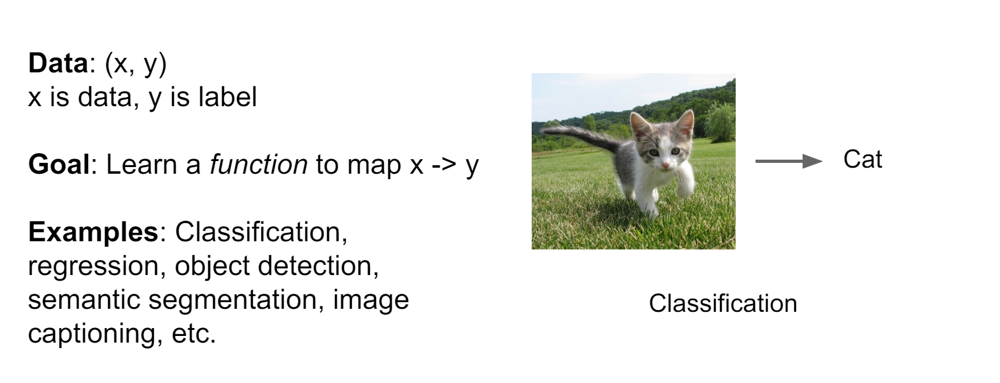 Data: (x, y)
x is data, y is label
Goal: Learn a function to map x -> y
Examples: Classification,
regression, object detection,
semantic segmentation, image
captioning, etc.
Cat
Classification